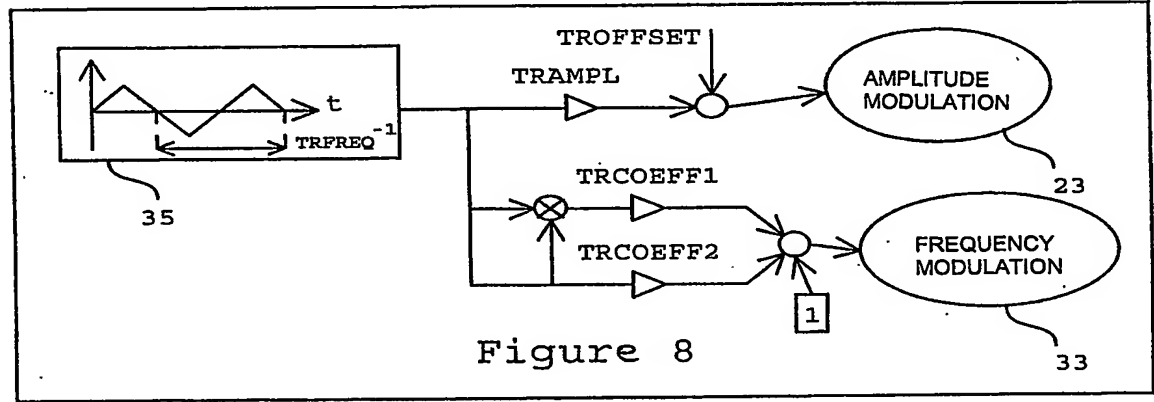 TROFFSET
TRAMPL
t
TRFREQ-1
35
AMPLITUDE
MODULATION
23
TRCOEFF1
TRCOEFF2
1
FREQUENCY
MODULATION
33
Figure 8